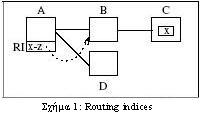 A B C
x
RI x-z
D
Σχήμα 1: Routing indices